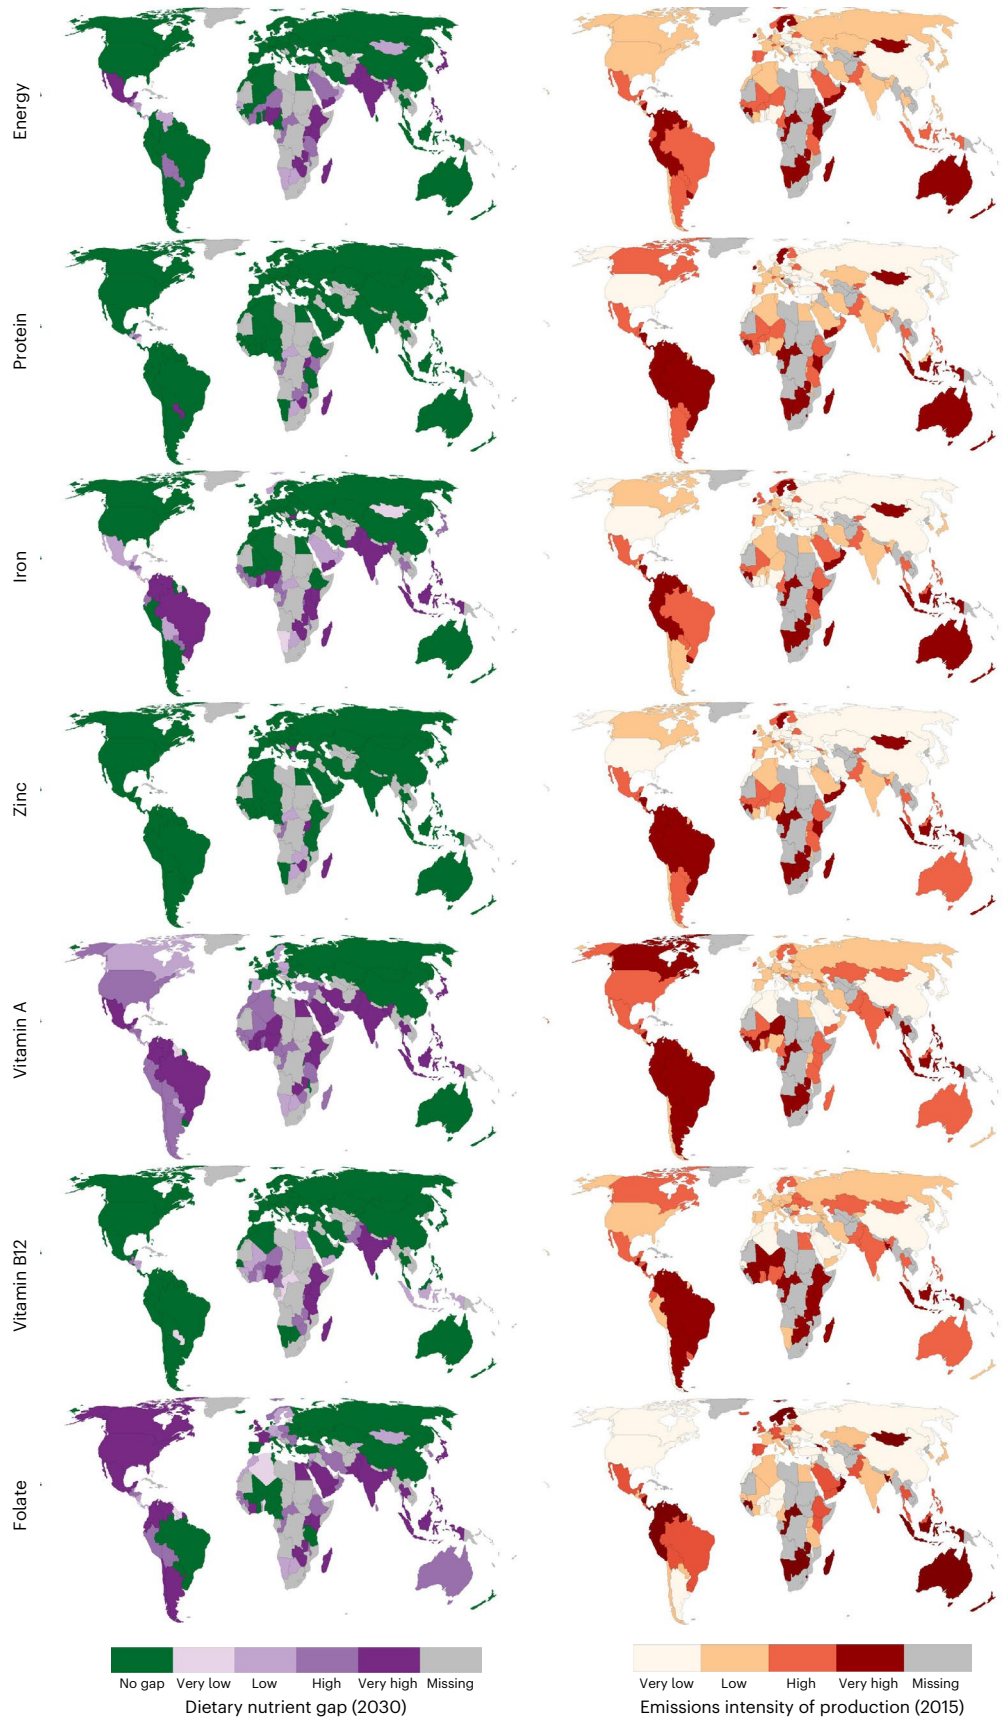 Energy
Protein
Iron
Zinc
Vitamin A
Vitamin B12
Folate
No gap Very low Low High Very high Missing
Dietary nutrient gap (2030)
Very low Low High Very high Missing
Emissions intensity of production (2015)